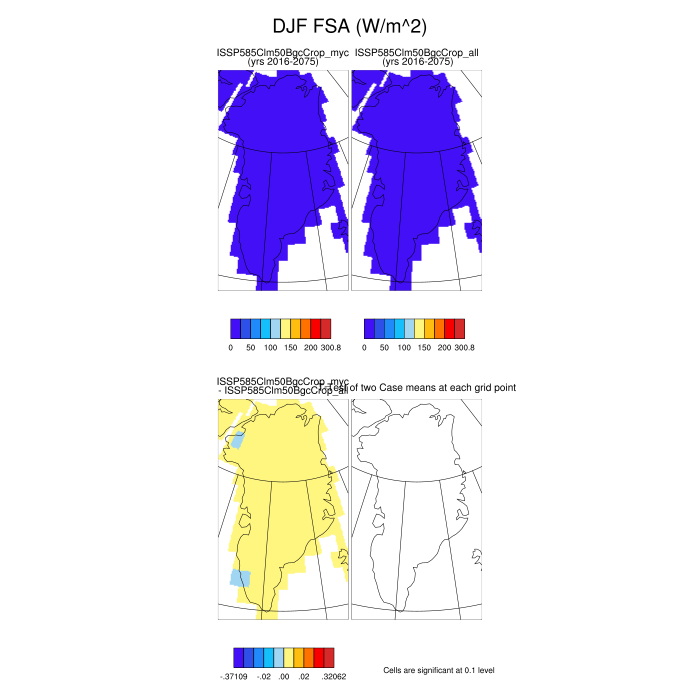 DJF FSA (W/m^2)
ISSP585Clm50BgcCrop_myc
(yrs 2016-2075)
ISSP585Clm50BgcCrop_all
(yrs 2016-2075)
0 50 100 150 200 300.8
0 50 100 150 200 300.8
ISSP585Clm50BgcCrop_myc
- ISSP585Clm50BgcCrop_all
of two Case means at each grid point
-.37109 -.02 .00 .02 .32062
Cells are significant at 0.1 level